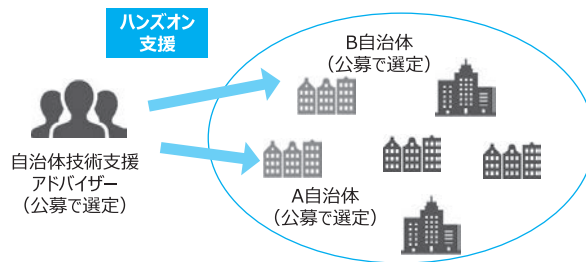 ハンズオン
支援
B自治体
（公募で選定）
自治体技術支援
アドバイザー
（公募で選定）
A自治体
（公募で選定）